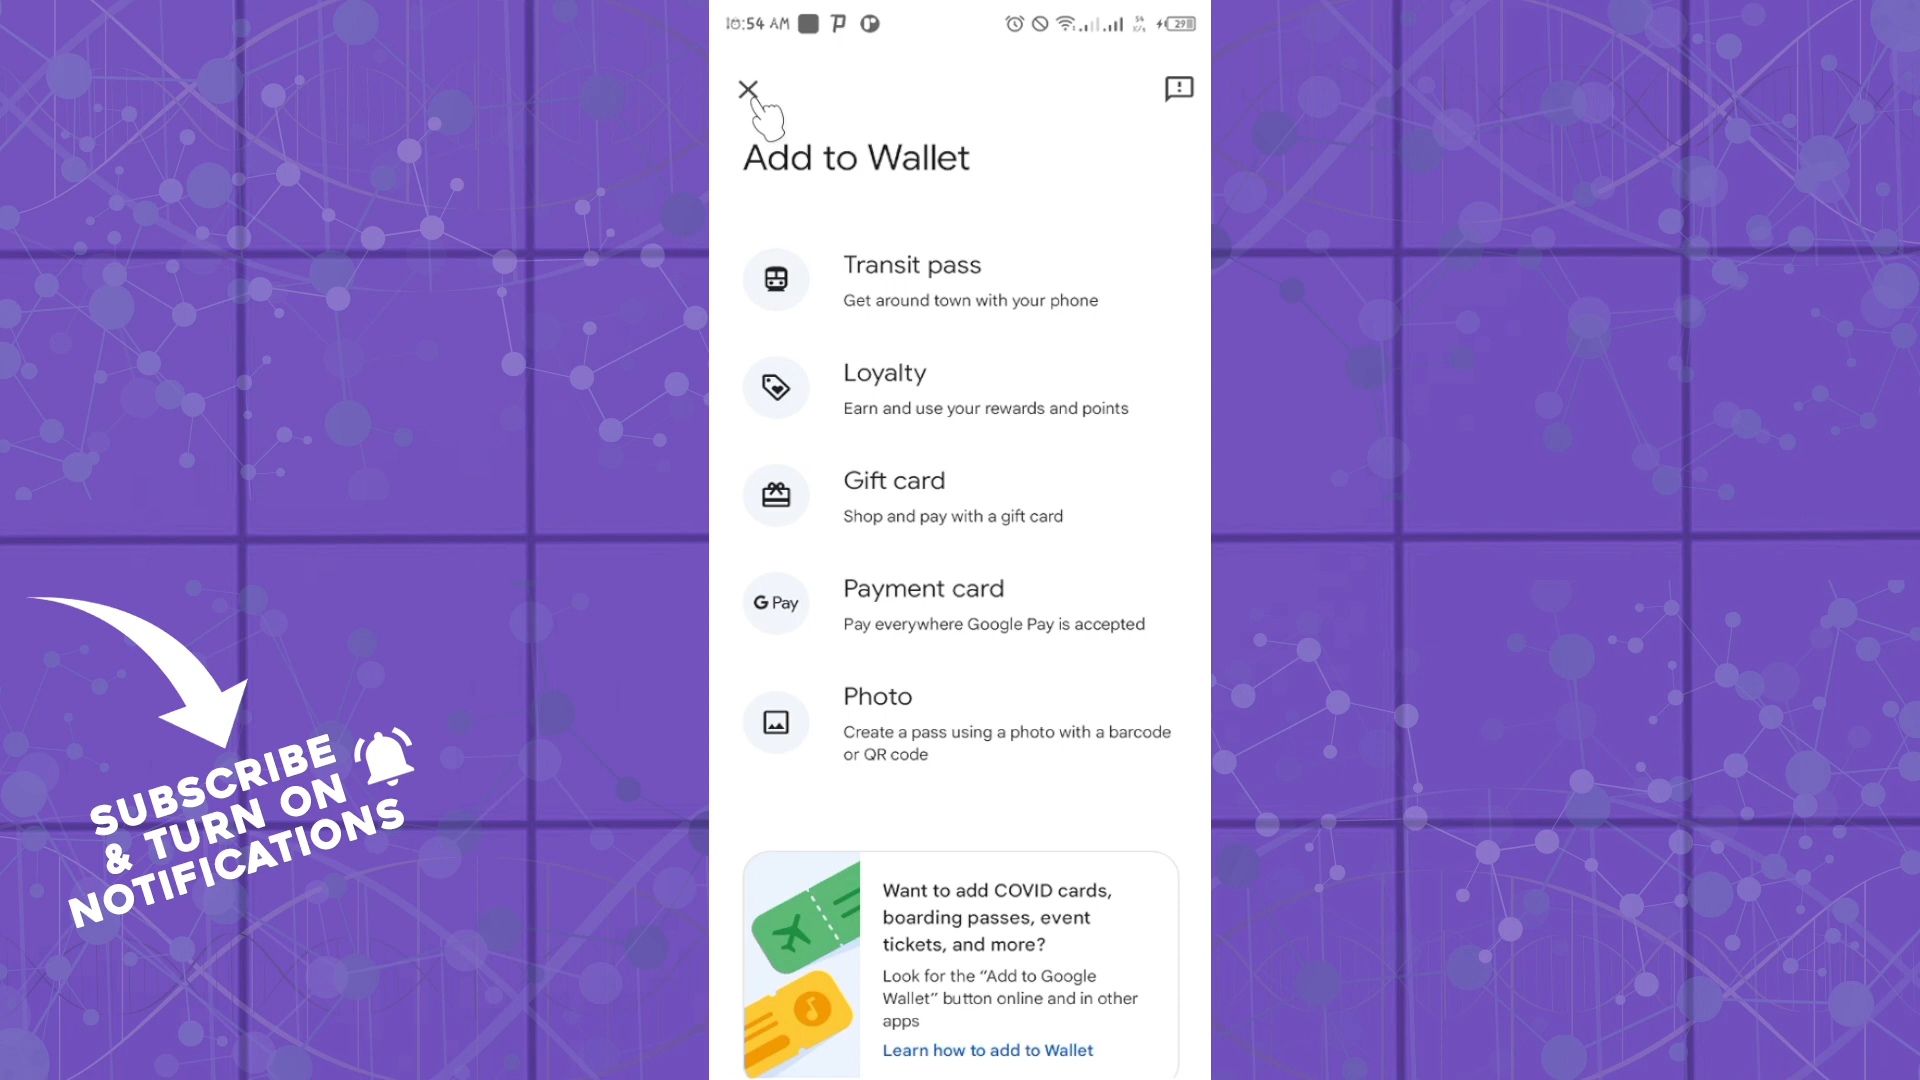 10:54 AM
29
Add to Wallet
Transit pass
Get around town with your phone
Loyalty
Earn and use your rewards and points
Gift card
Shop and pay with a gift card
G Pay
Payment card
Pay everywhere Google Pay is accepted
Photo
Create a pass using a photo with a barcode
or QR code
Want to add COVID cards,
boarding passes, event
tickets, and more?
Look for the “Add to Google
Wallet” button online and in other
apps
Learn how to add to Wallet
SUBSCRIBE
& TURN ON
NOTIFICATIONS